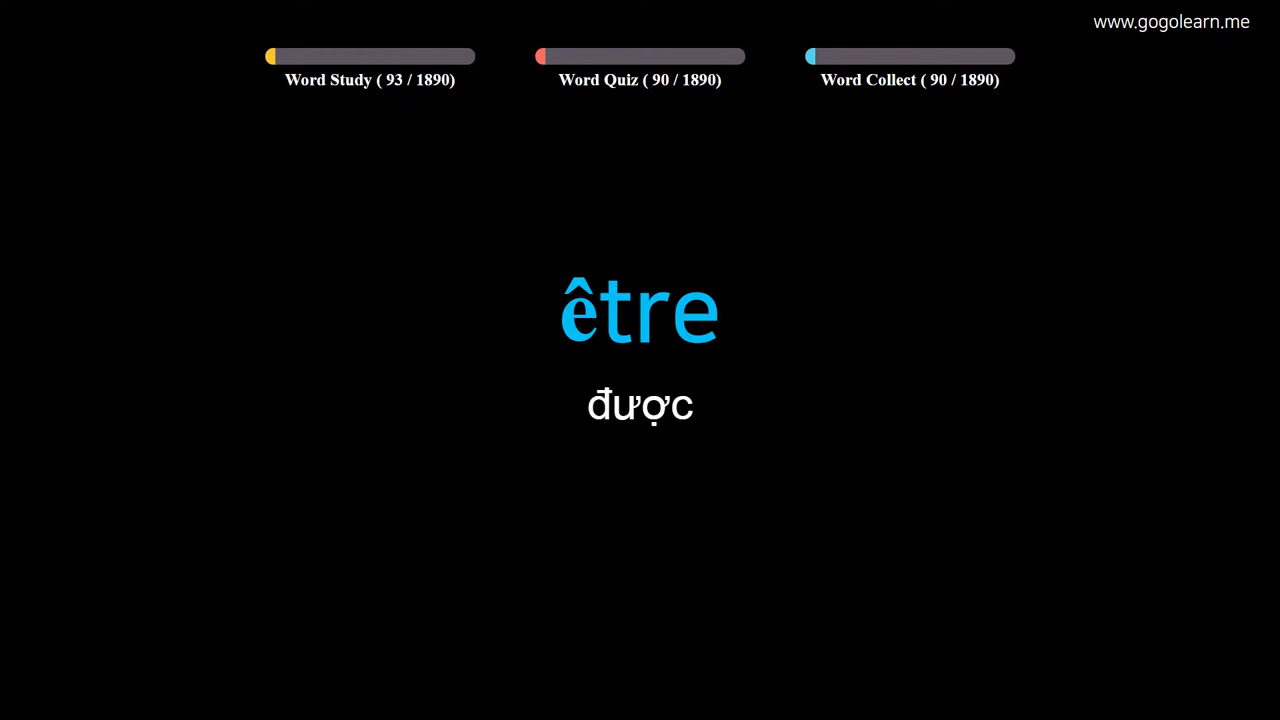 www.gogolearn.me
Word Study ( 93 / 1890)
Word Quiz ( 90 / 1890)
Word Collect ( 90 / 1890)
être
được